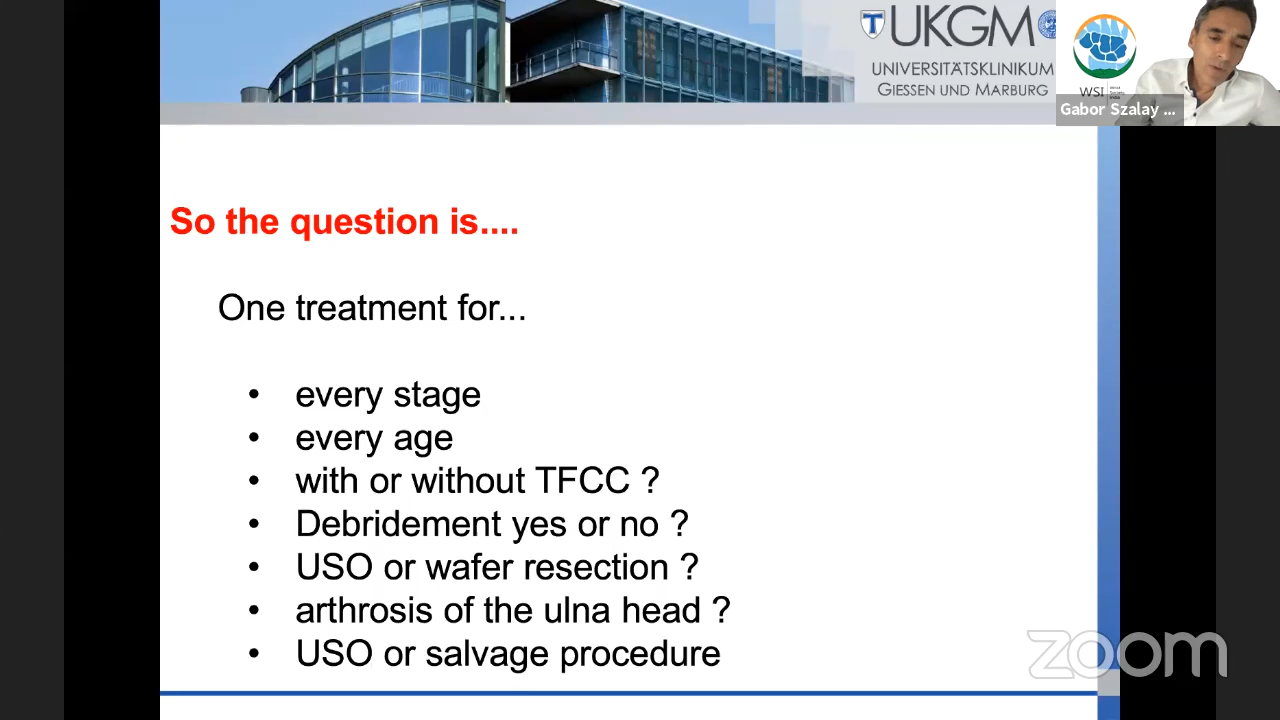 UKGM
UNIVERSITÄTSKLINIKUM
GIESSEN UND MARBURG
WSI
Gabor Szalay ...
So the question is....
One treatment for...
• every stage
• every age
• with or without TFCC ?
• Debridement yes or no ?
• USO or wafer resection ?
• arthrosis of the ulna head ?
• USO or salvage procedure
zoom